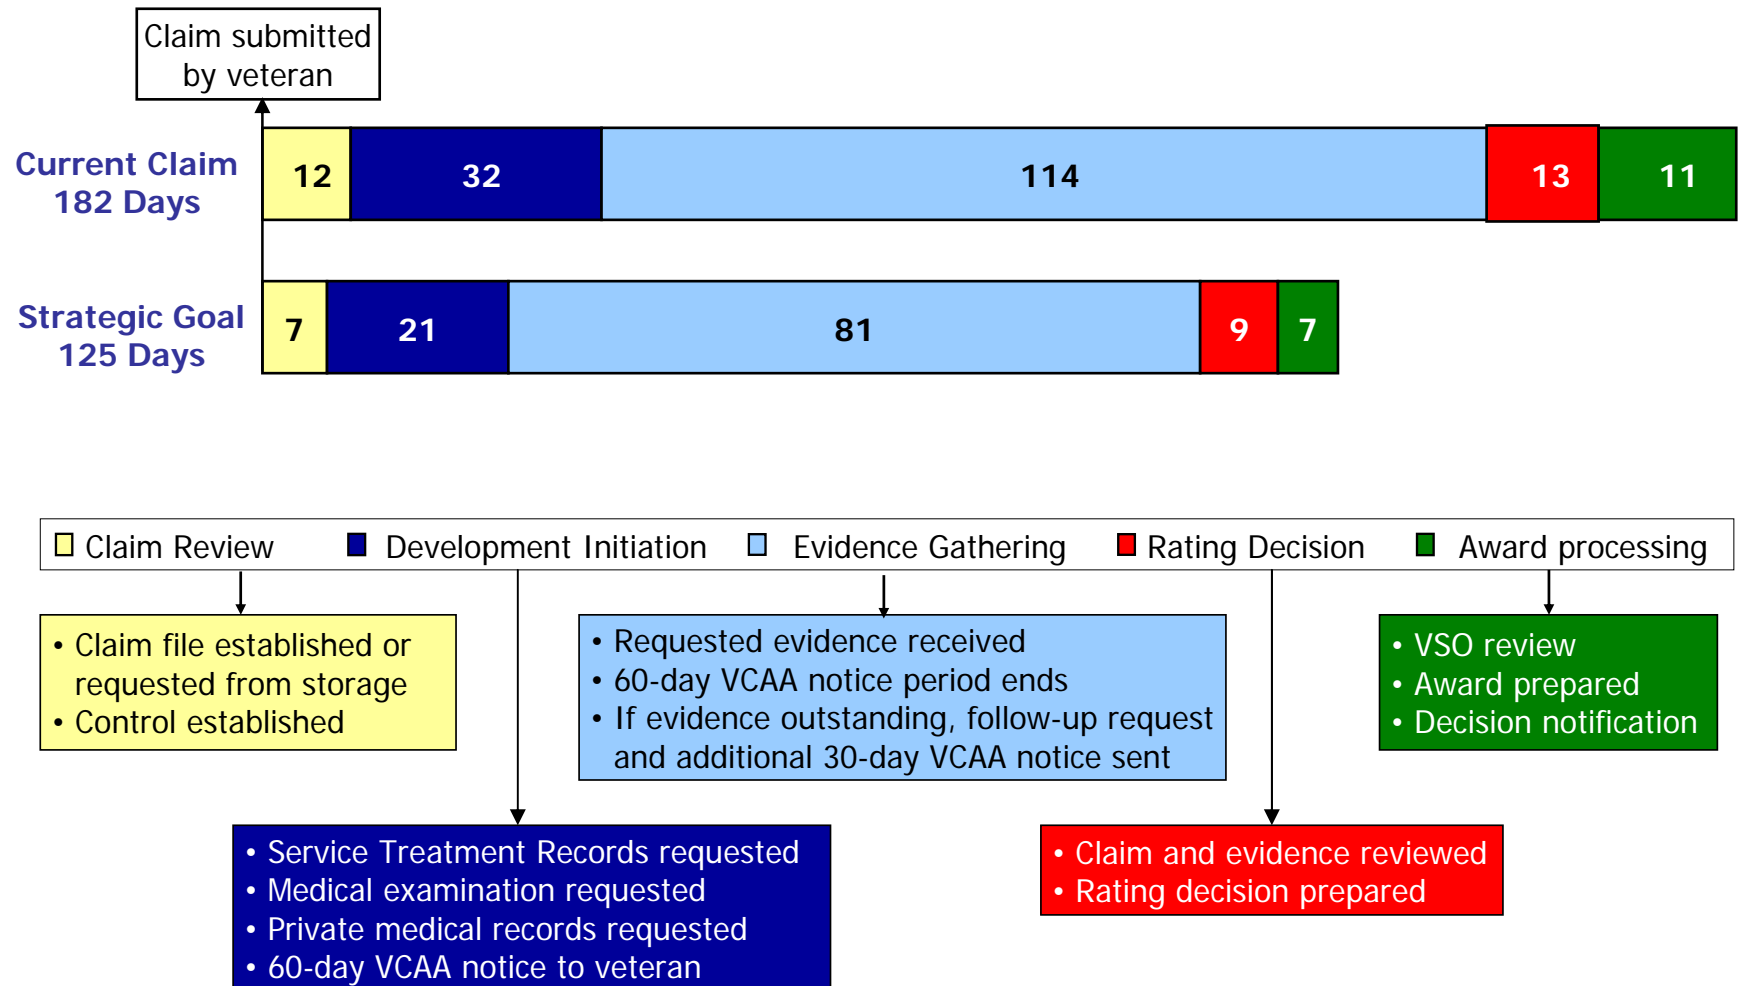 Claim submitted
by veteran
Current Claim
182 Days
12
32
114
13
11
Strategic Goal
125 Days
7
21
81
9
7
Claim Review
Development Initiation
Evidence Gathering
Rating Decision
Award processing
• Claim file established or
requested from storage
• Control established
• Requested evidence received
• 60-day VCAA notice period ends
• If evidence outstanding, follow-up request
and additional 30-day VCAA notice sent
• VSO review
• Award prepared
• Decision notification
• Service Treatment Records requested
• Medical examination requested
• Private medical records requested
• 60-day VCAA notice to veteran
• Claim and evidence reviewed
• Rating decision prepared